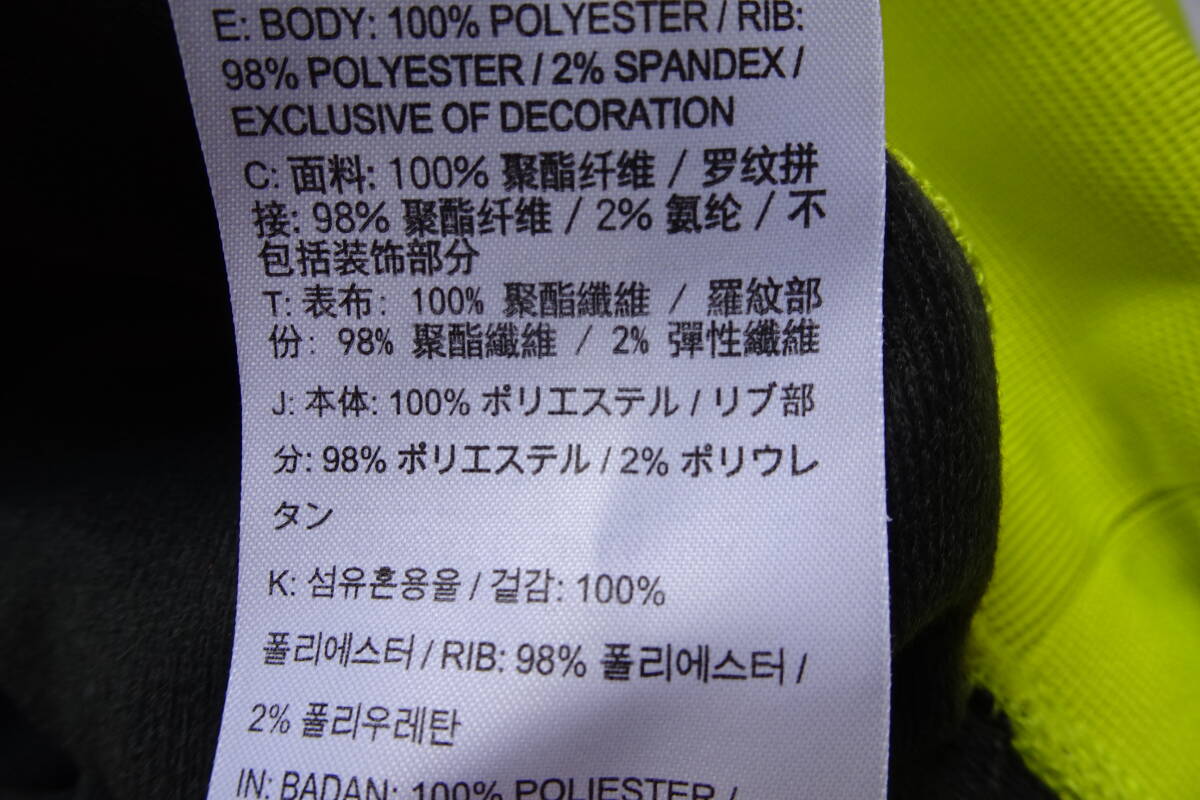 E: BODY: 100% POLYESTER / RIB:
98% POLYESTER / 2% SPANDEX /
EXCLUSIVE OF DECORATION
C: 面料: 100% 聚酯纤维 / 罗纹拼
接: 98% 聚酯纤维 / 2% 氨纶 / 不
包括装饰部分
T: 表布: 100% 聚酯纖維 / 羅紋部
份: 98% 聚酯纖維 / 2% 彈性纖維
J: 本体: 100% ポリエステル / リブ部
分: 98% ポリエステル / 2% ポリウレ
タン
K: 섬유혼용율 / 겉감: 100%
폴리에스터 / RIB: 98% 폴리에스터 /
2% 폴리우레탄
IN: BADAN: 100% POLIESTER /